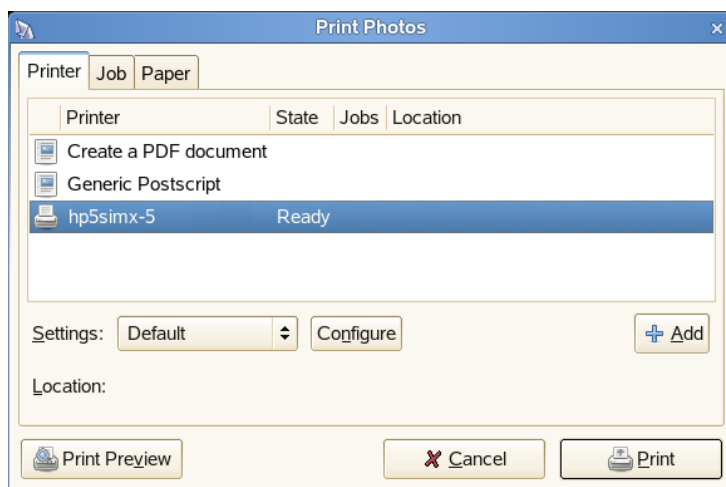 Print Photos
Printer Job Paper
Printer State Jobs Location
Create a PDF document
Generic Postscript
hp5simx-5 Ready
Settings: Default Configure Add
Location:
Print Preview Cancel Print